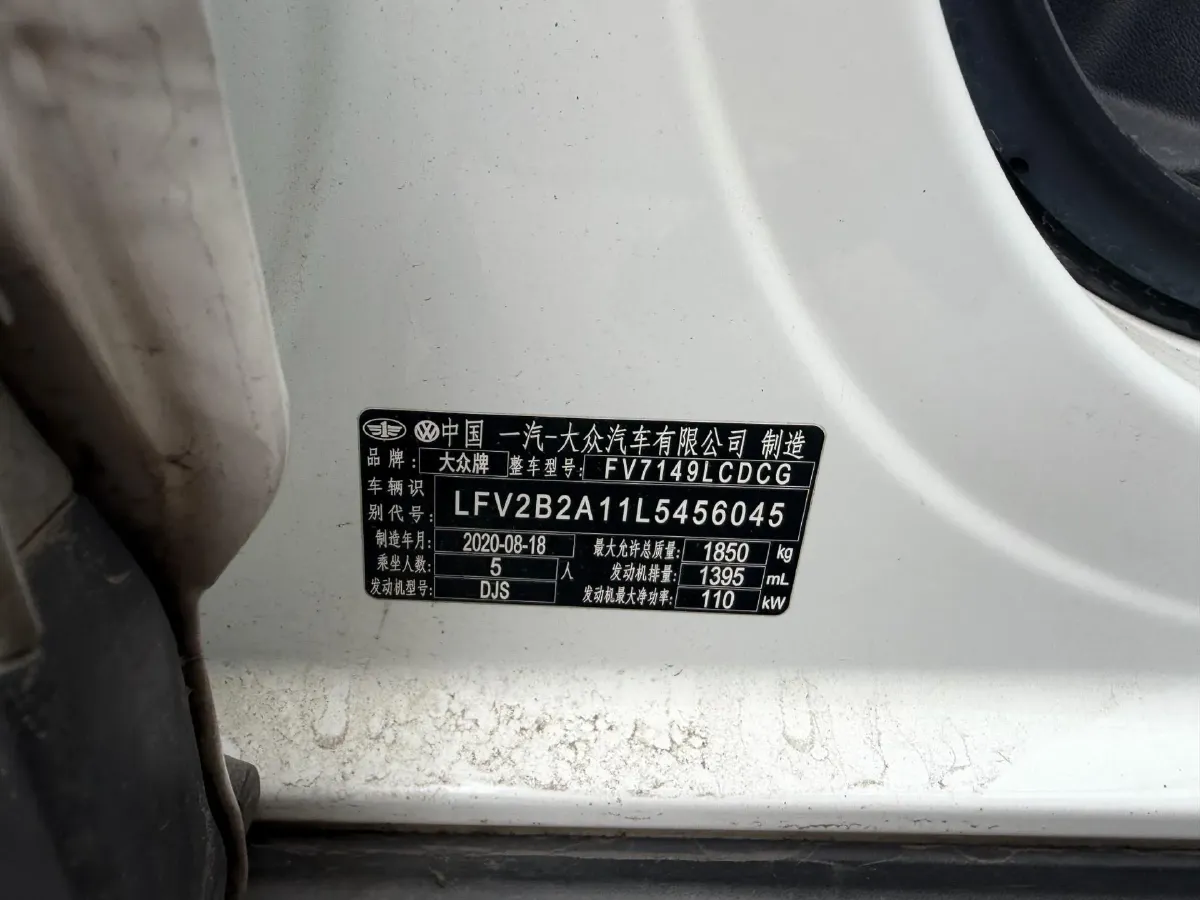 中国 一汽-大众汽车有限公司 制造
品牌: 大众牌 整车型号: FV7149LCDCG
车辆识别代号: LFV2B2A11L5456045
制造年月: 2020-08-18 最大允许总质量: 1850 kg
乘坐人数: 5 人 发动机排量: 1395 mL
发动机型号: DJS 发动机最大净功率: 110 kW